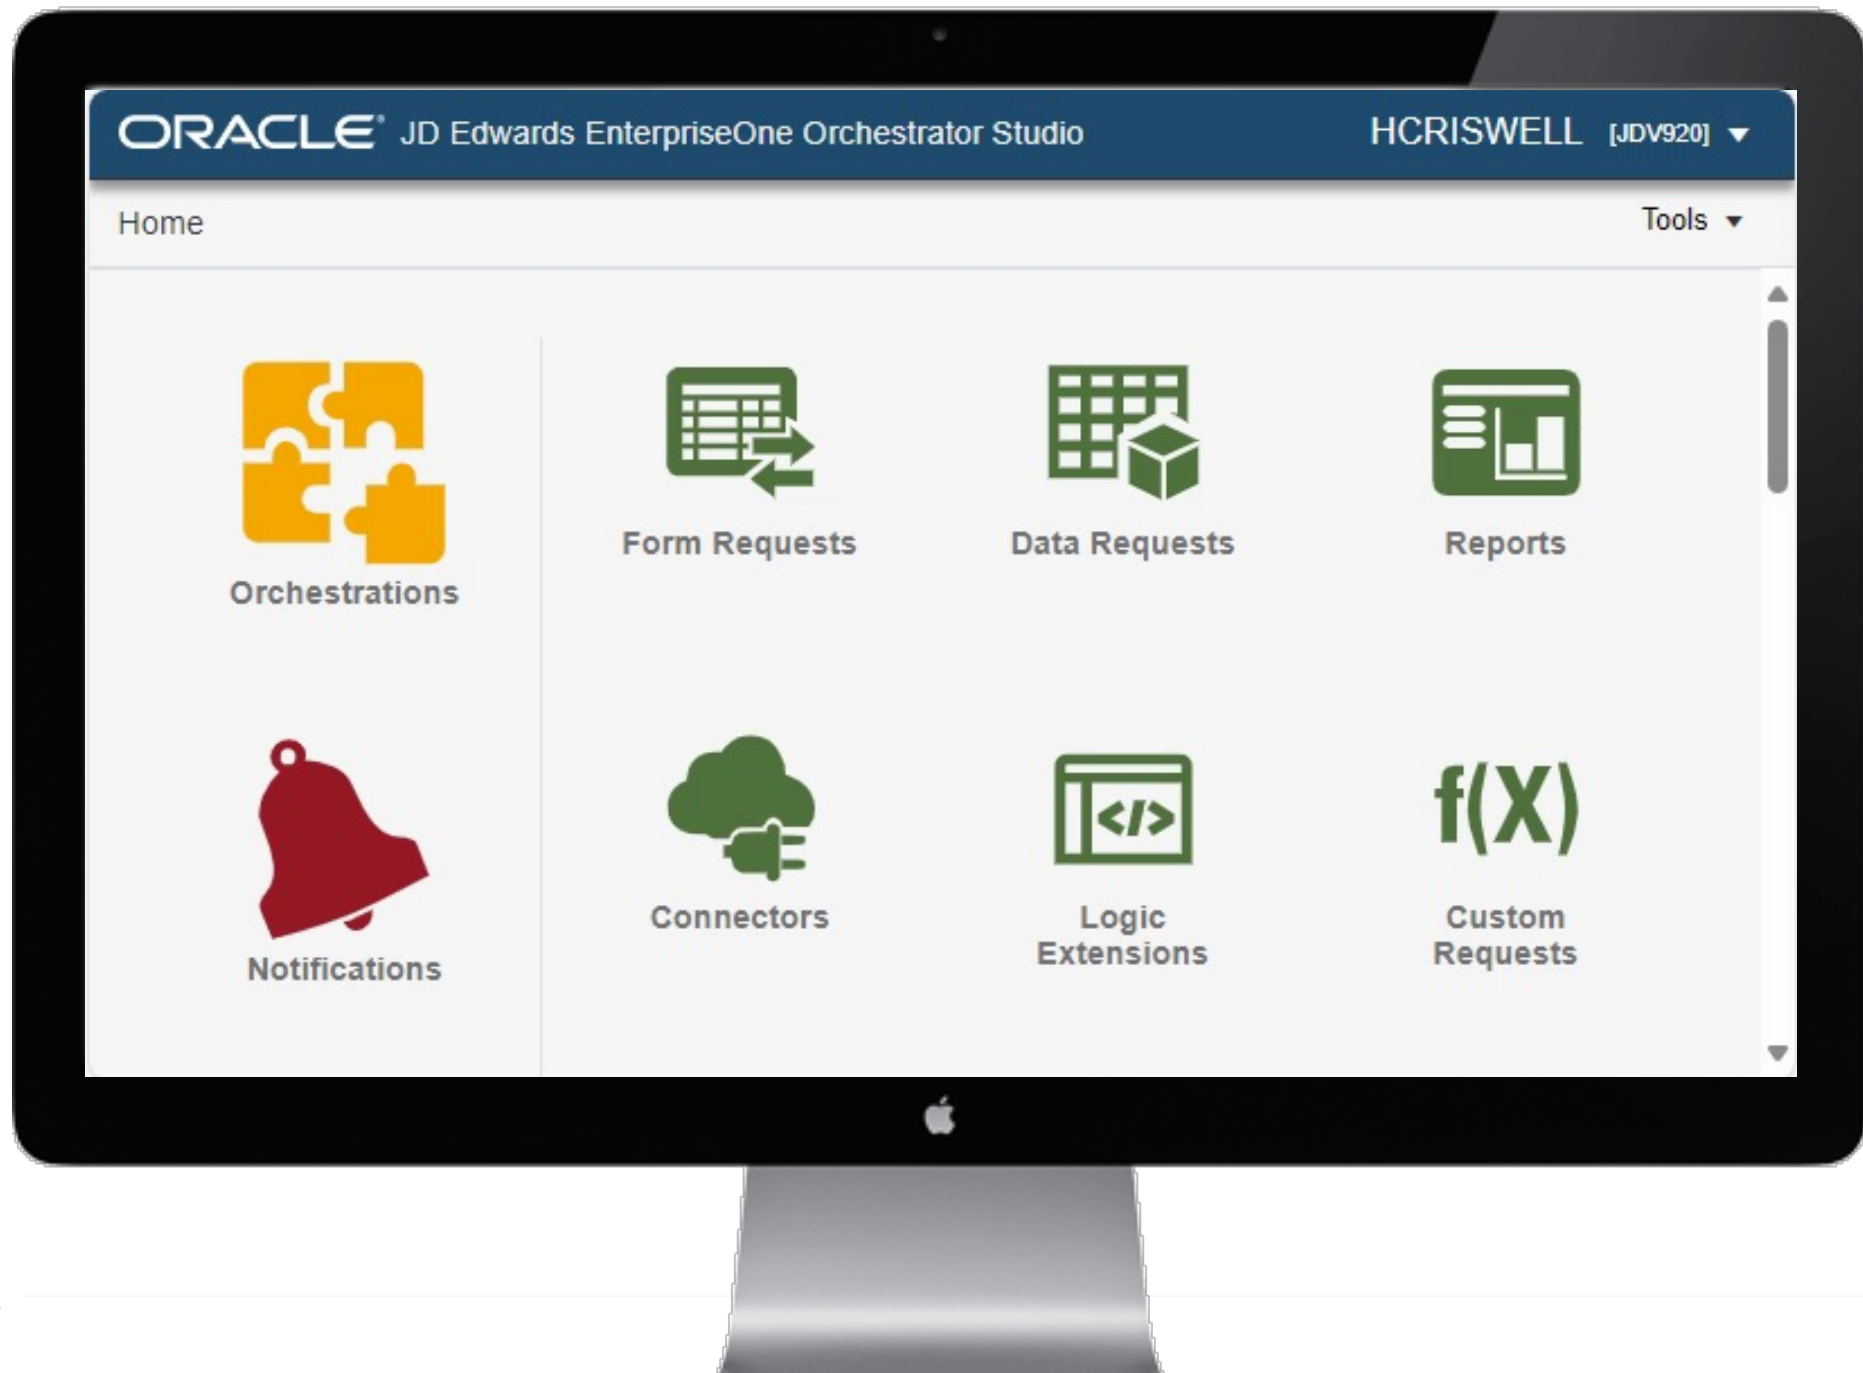 ORACLE® JD Edwards EnterpriseOne Orchestrator Studio
HCRISWELL [JDV920]
Home
Tools
Orchestrations
Form Requests
Data Requests
Reports
Notifications
Connectors
</>
Logic
Extensions
f(X)
Custom
Requests